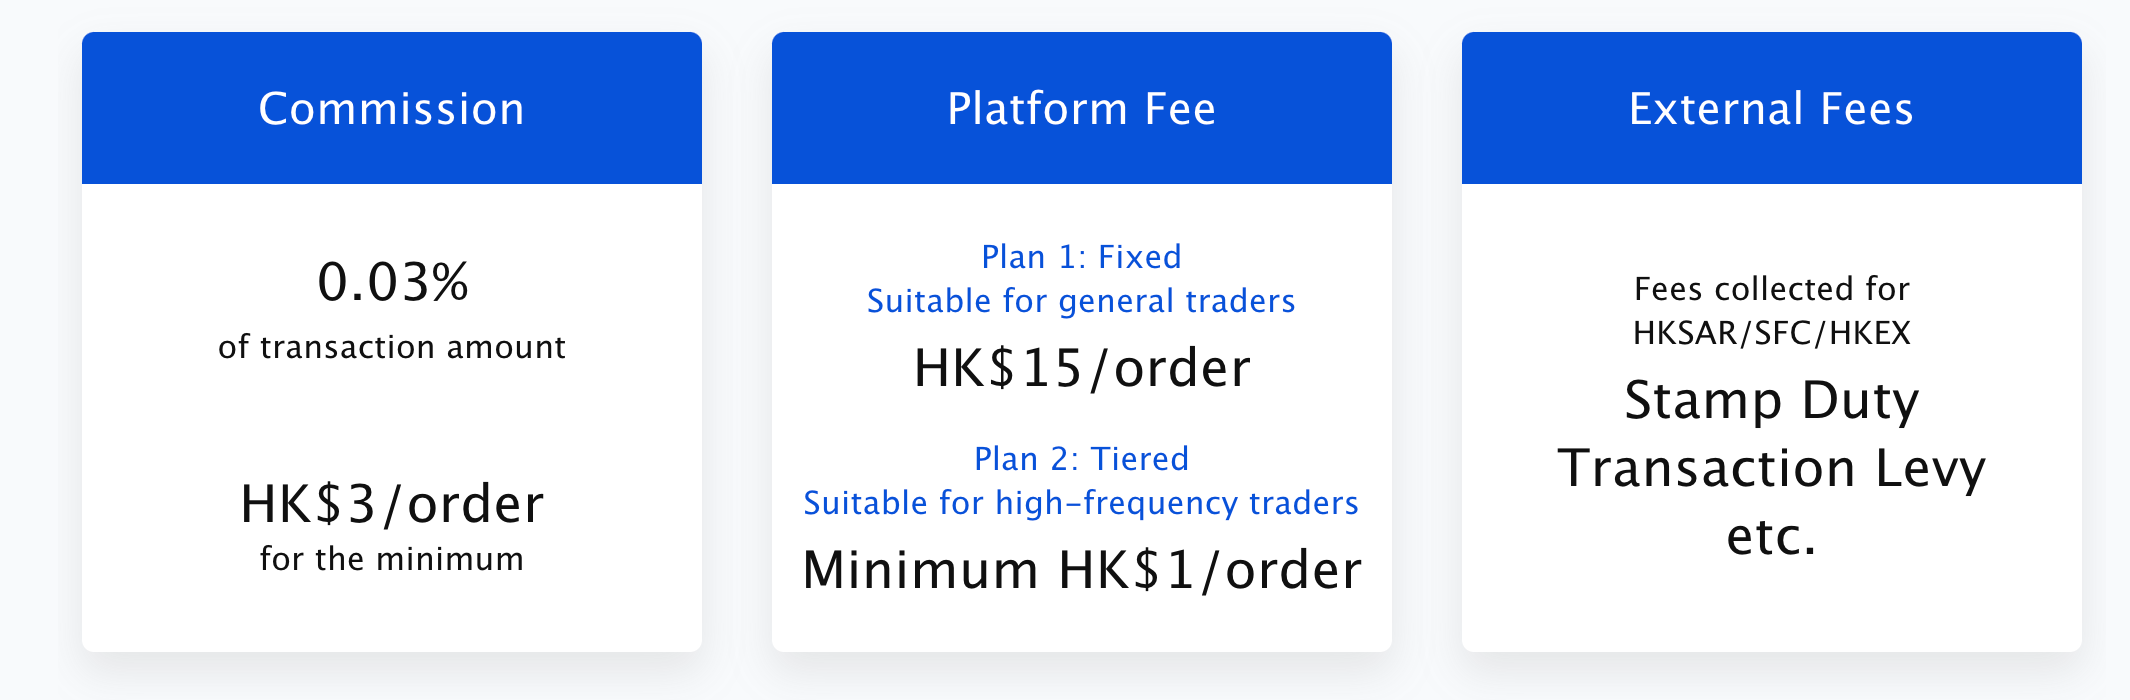 Commission
0.03%
of transaction amount
HK$3/order
for the minimum
Platform Fee
Plan 1: Fixed
Suitable for general traders
HK$15/order
Plan 2: Tiered
Suitable for high-frequency traders
Minimum HK$1/order
External Fees
Fees collected for
HKSAR/SFC/HKEX
Stamp Duty
Transaction Levy
etc.